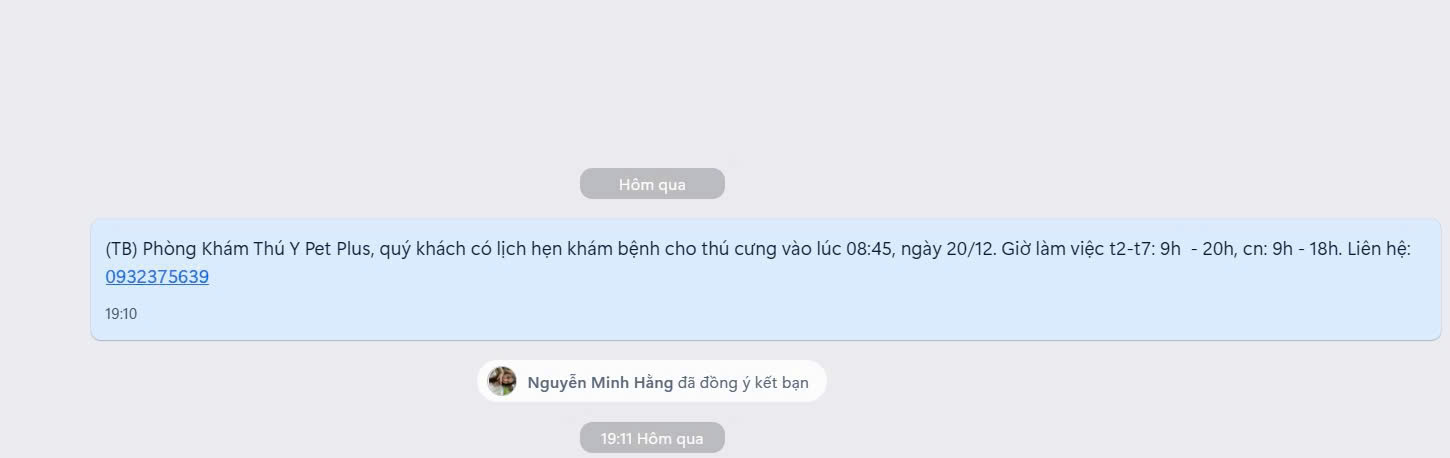 Hôm qua
(TB) Phòng Khám Thú Y Pet Plus, quý khách có lịch hẹn khám bệnh cho thú cưng vào lúc 08:45, ngày 20/12. Giờ làm việc t2-t7: 9h  - 20h, cn: 9h - 18h. Liên hệ:
0932375639
19:10
Nguyễn Minh Hằng đã đồng ý kết bạn
19:11 Hôm qua